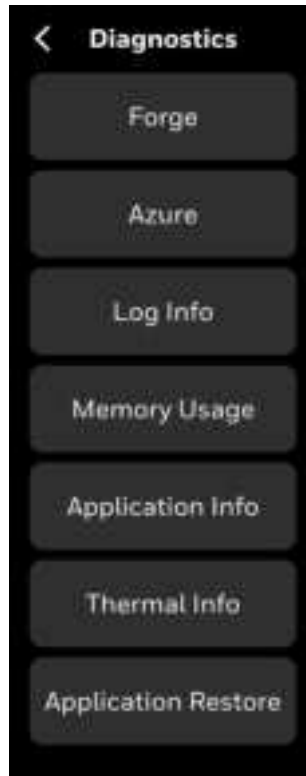 Diagnostics
Forge
Azure
Log Info
Memory Usage
Application Info
Thermal Info
Application Restore